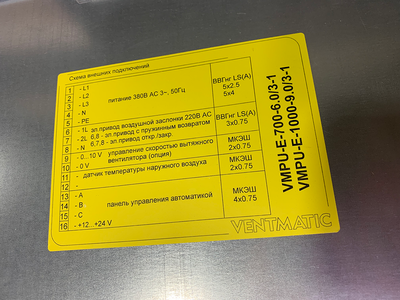 Схема внешних подключений
1 - L1
2 - L2
3 - L3
4 - N
5 - PE
питание 380В AC 3~, 50Гц
ВВГнг LS(A)
5x2.5
5x4
6 - 1L эл.привод воздушной заслонки 220В AC
7 - 2L 6,8 - эл.привод с пружинным возвратом
8 - N 6,7,8 - эл.привод откр./закр.
ВВГнг LS(A)
3x0.75
9 - 0...10 V управление скоростью вытяжного
10 - 0 V вентилятора (опция)
МКЭШ
2x0.75
11 - датчик температуры наружного воздуха
12 -
МКЭШ
2x0.75
13 - A
14 - B
15 - C
16 - +12 ...+24 V
панель управления автоматикой
МКЭШ
4x0.75
VMPU-E-700-6.0/3-1
VMPU-E-1000-9.0/3-1
VENTMATIC